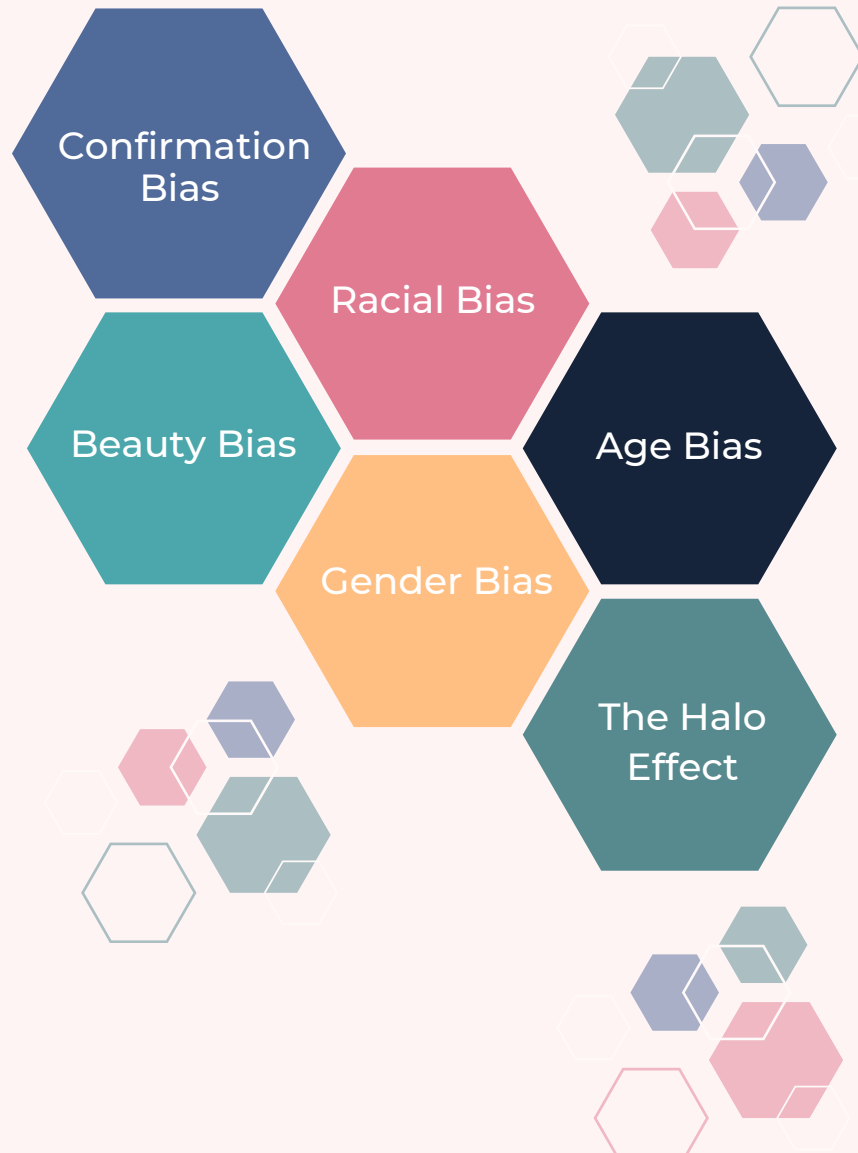 Confirmation
Bias
Racial Bias
Beauty Bias
Age Bias
Gender Bias
The Halo
Effect